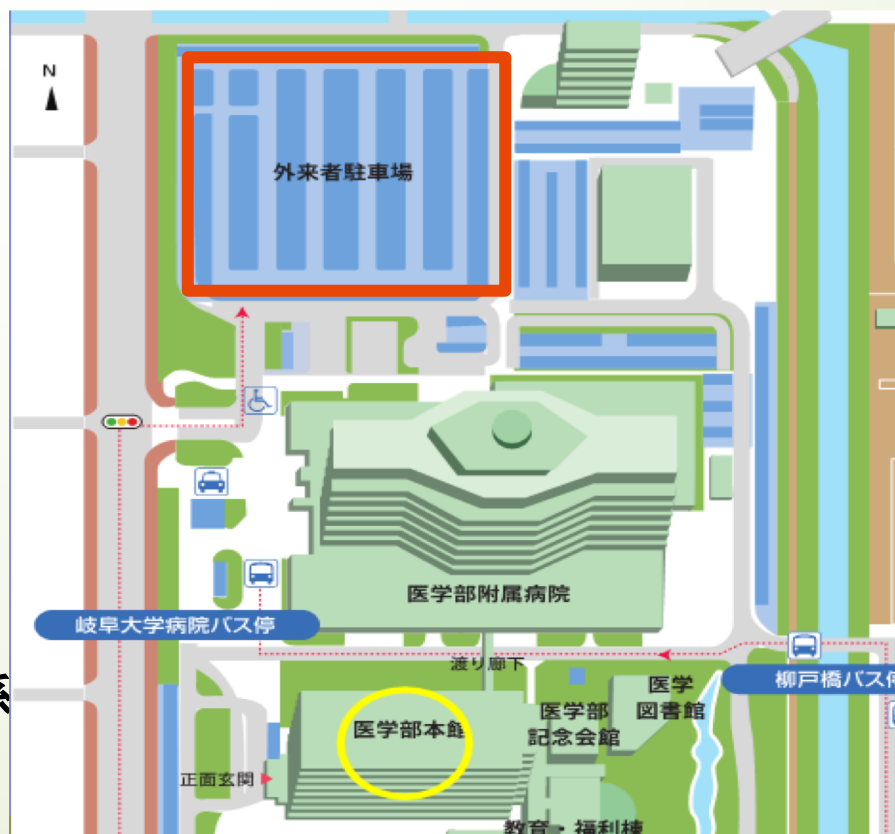 N
外来者駐車場
医学部附属病院
岐阜大学病院バス停
渡り廊下
柳戸橋バス停
係
医学
図書館
医学部
記念会館
医学部本館
正面玄関
教育・福利棟